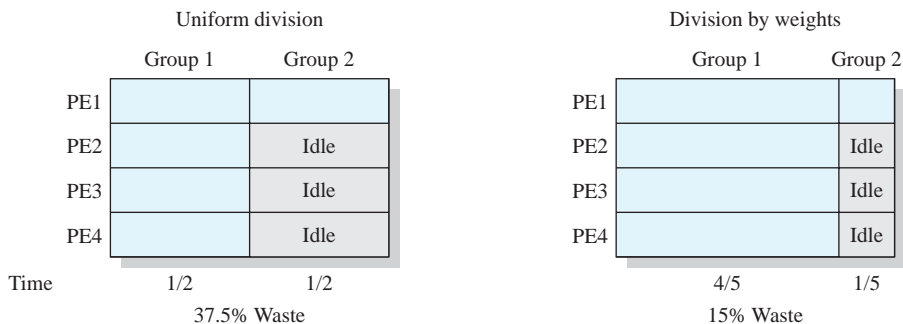 Uniform division
Group 1 Group 2
PE1
PE2 Idle
PE3 Idle
PE4 Idle
Time 1/2 1/2
37.5% Waste
Division by weights
Group 1 Group 2
PE1
PE2 Idle
PE3 Idle
PE4 Idle
4/5 1/5
15% Waste